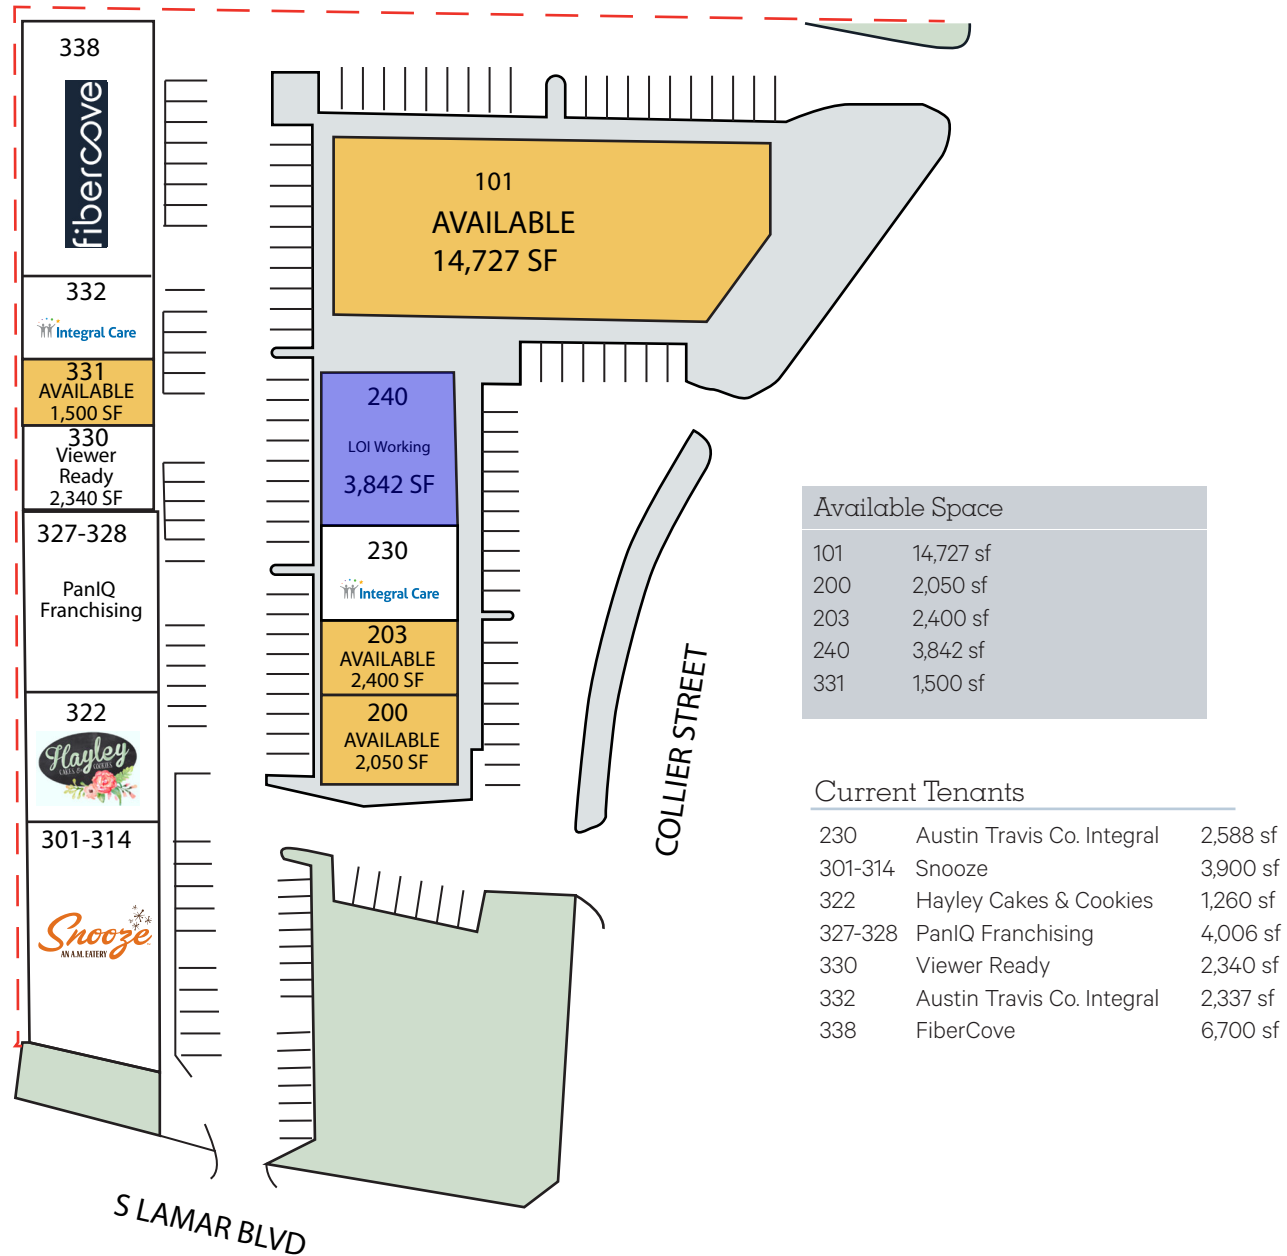 338
fibercove
332
Integral Care
331
AVAILABLE
1,500 SF
330
Viewer
Ready
2,340 SF
327-328
PanIQ
Franchising
322
Hayley
CAKES & COOKIES
301-314
Snooze
AN A.M. EATERY
101
AVAILABLE
14,727 SF
240
LOI Working
3,842 SF
230
Integral Care
203
AVAILABLE
2,400 SF
200
AVAILABLE
2,050 SF
COLLIER STREET
S LAMAR BLVD
Available Space
101 14,727 sf
200 2,050 sf
203 2,400 sf
240 3,842 sf
331 1,500 sf
Current Tenants
230 Austin Travis Co. Integral 2,588 sf
301-314 Snooze 3,900 sf
322 Hayley Cakes & Cookies 1,260 sf
327-328 PanIQ Franchising 4,006 sf
330 Viewer Ready 2,340 sf
332 Austin Travis Co. Integral 2,337 sf
338 FiberCove 6,700 sf